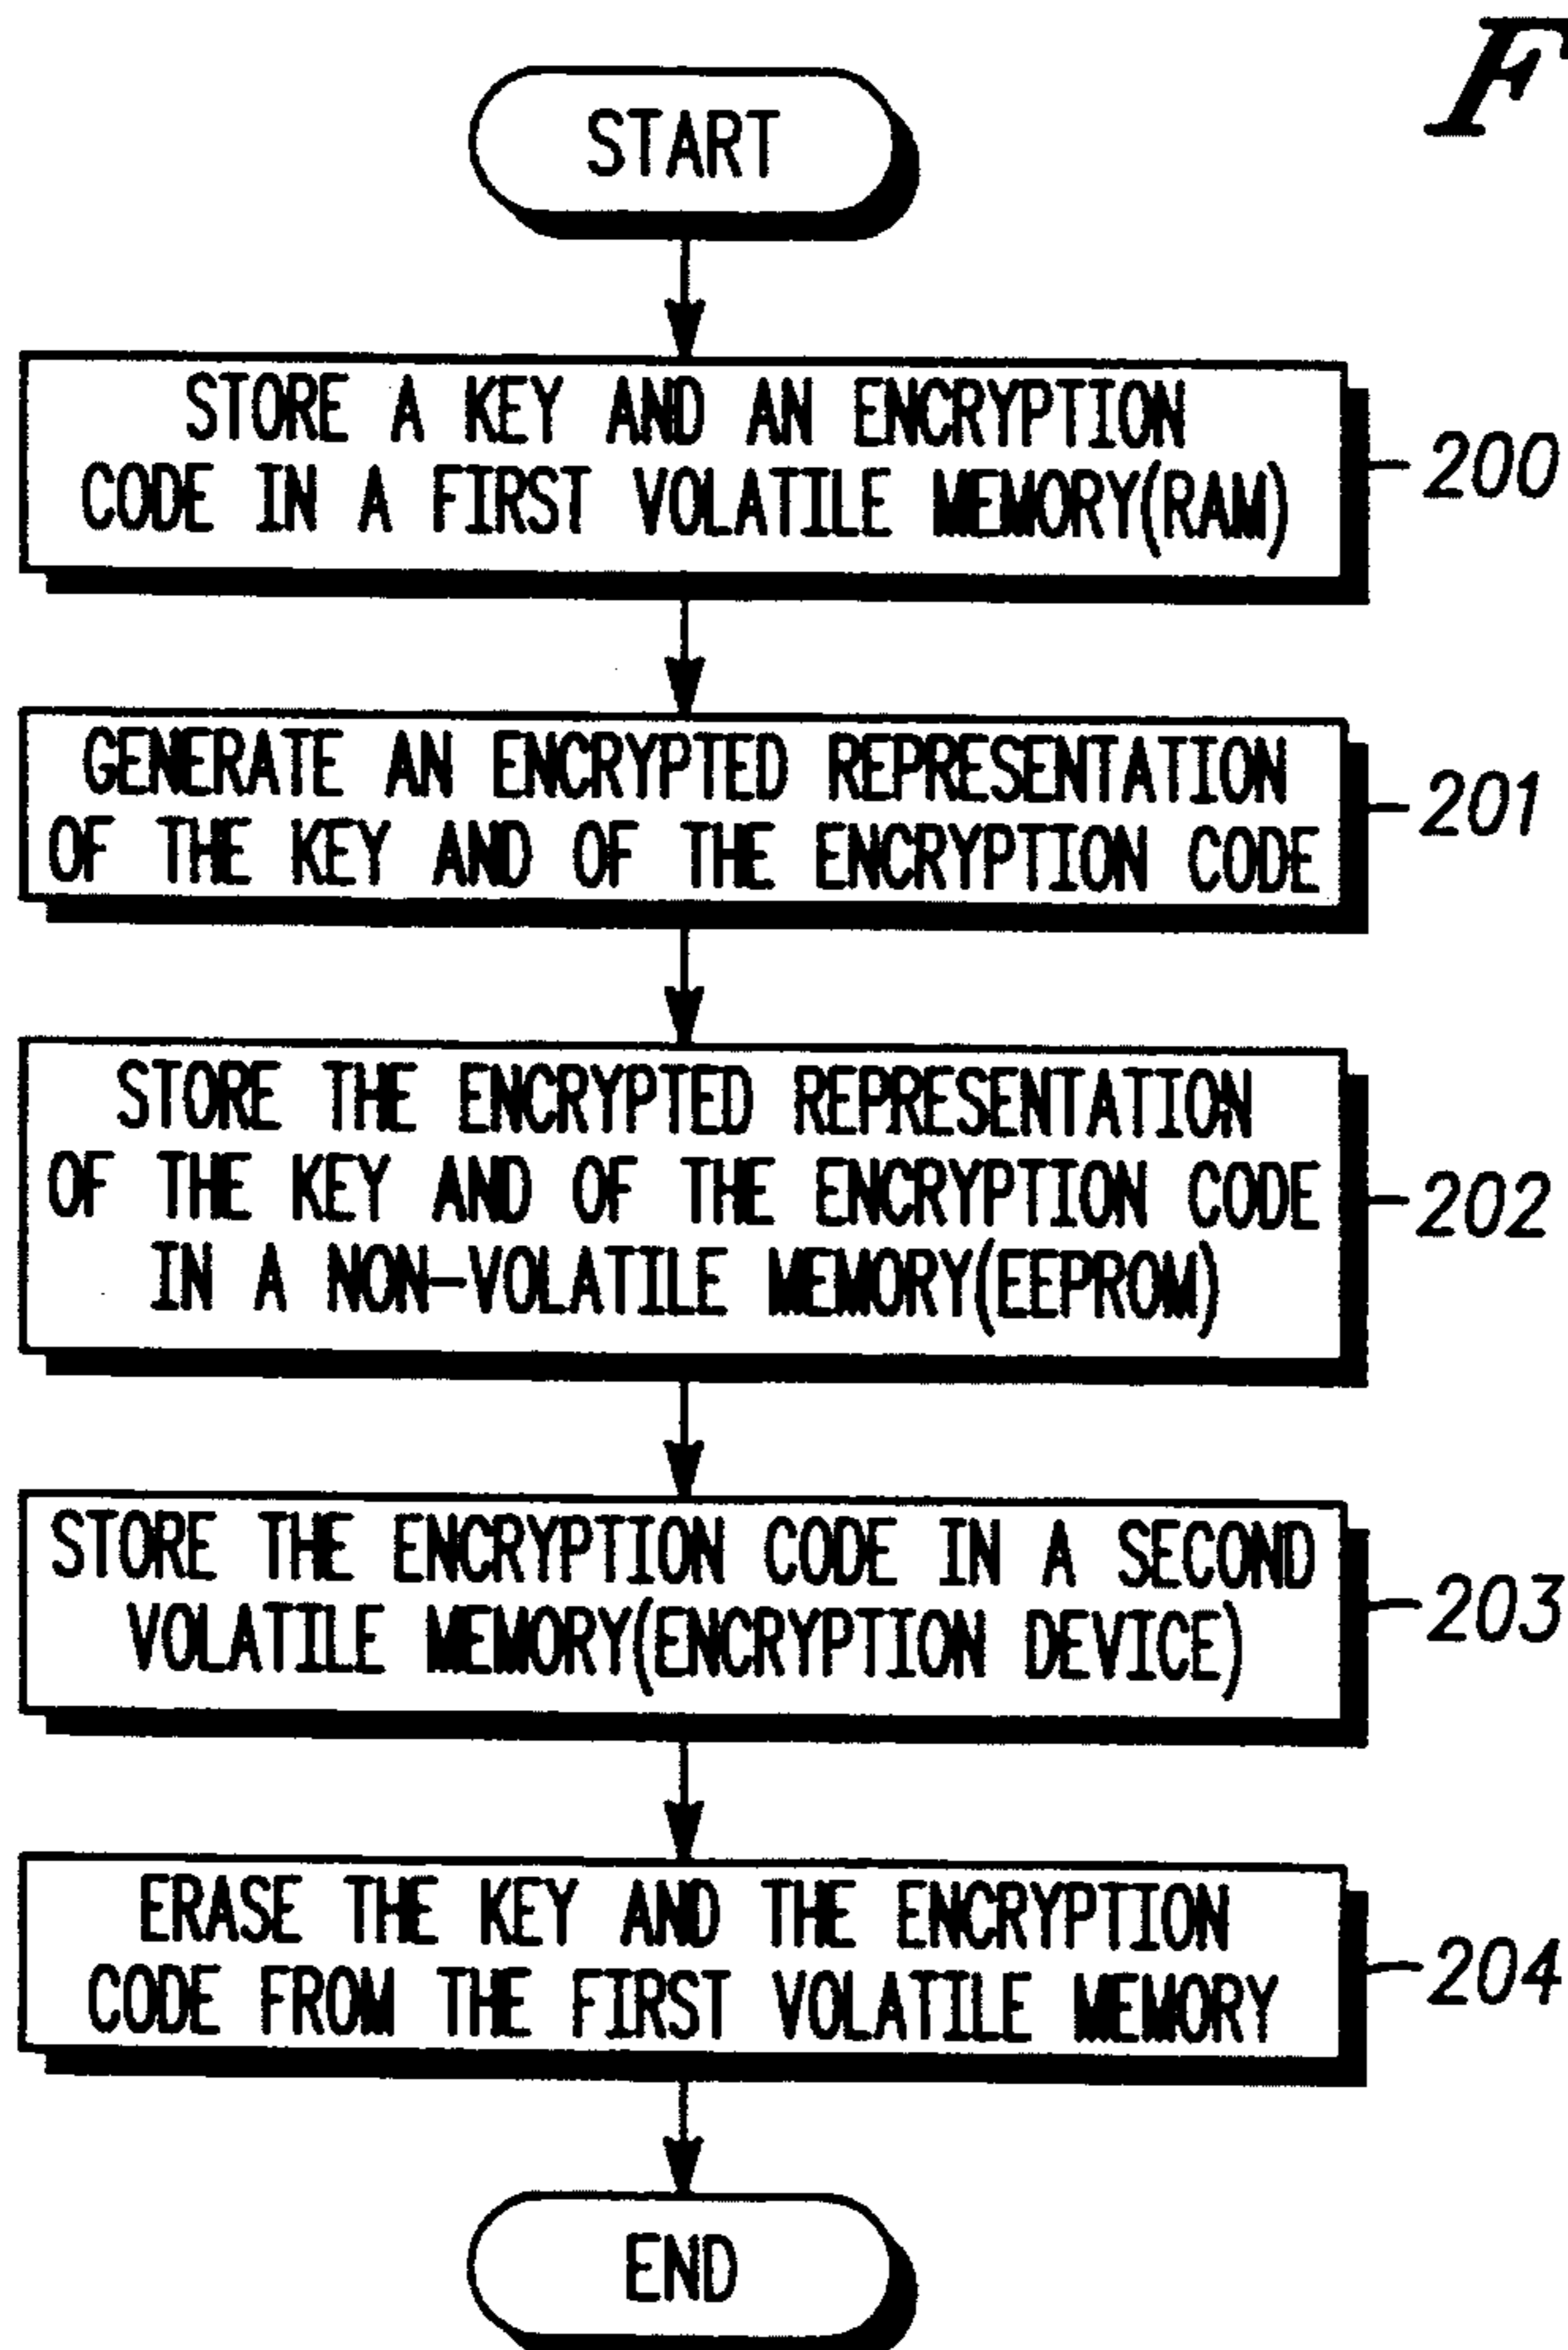 F
START
STORE A KEY AND AN ENCRYPTION
CODE IN A FIRST VOLATILE MEMORY(RAM)
200
GENERATE AN ENCRYPTED REPRESENTATION
OF THE KEY AND OF THE ENCRYPTION CODE
201
STORE THE ENCRYPTED REPRESENTATION
OF THE KEY AND OF THE ENCRYPTION CODE
IN A NON-VOLATILE MEMORY(EEPROM)
202
STORE THE ENCRYPTION CODE IN A SECOND
VOLATILE MEMORY(ENCRYPTION DEVICE)
203
ERASE THE KEY AND THE ENCRYPTION
CODE FROM THE FIRST VOLATILE MEMORY
204
END